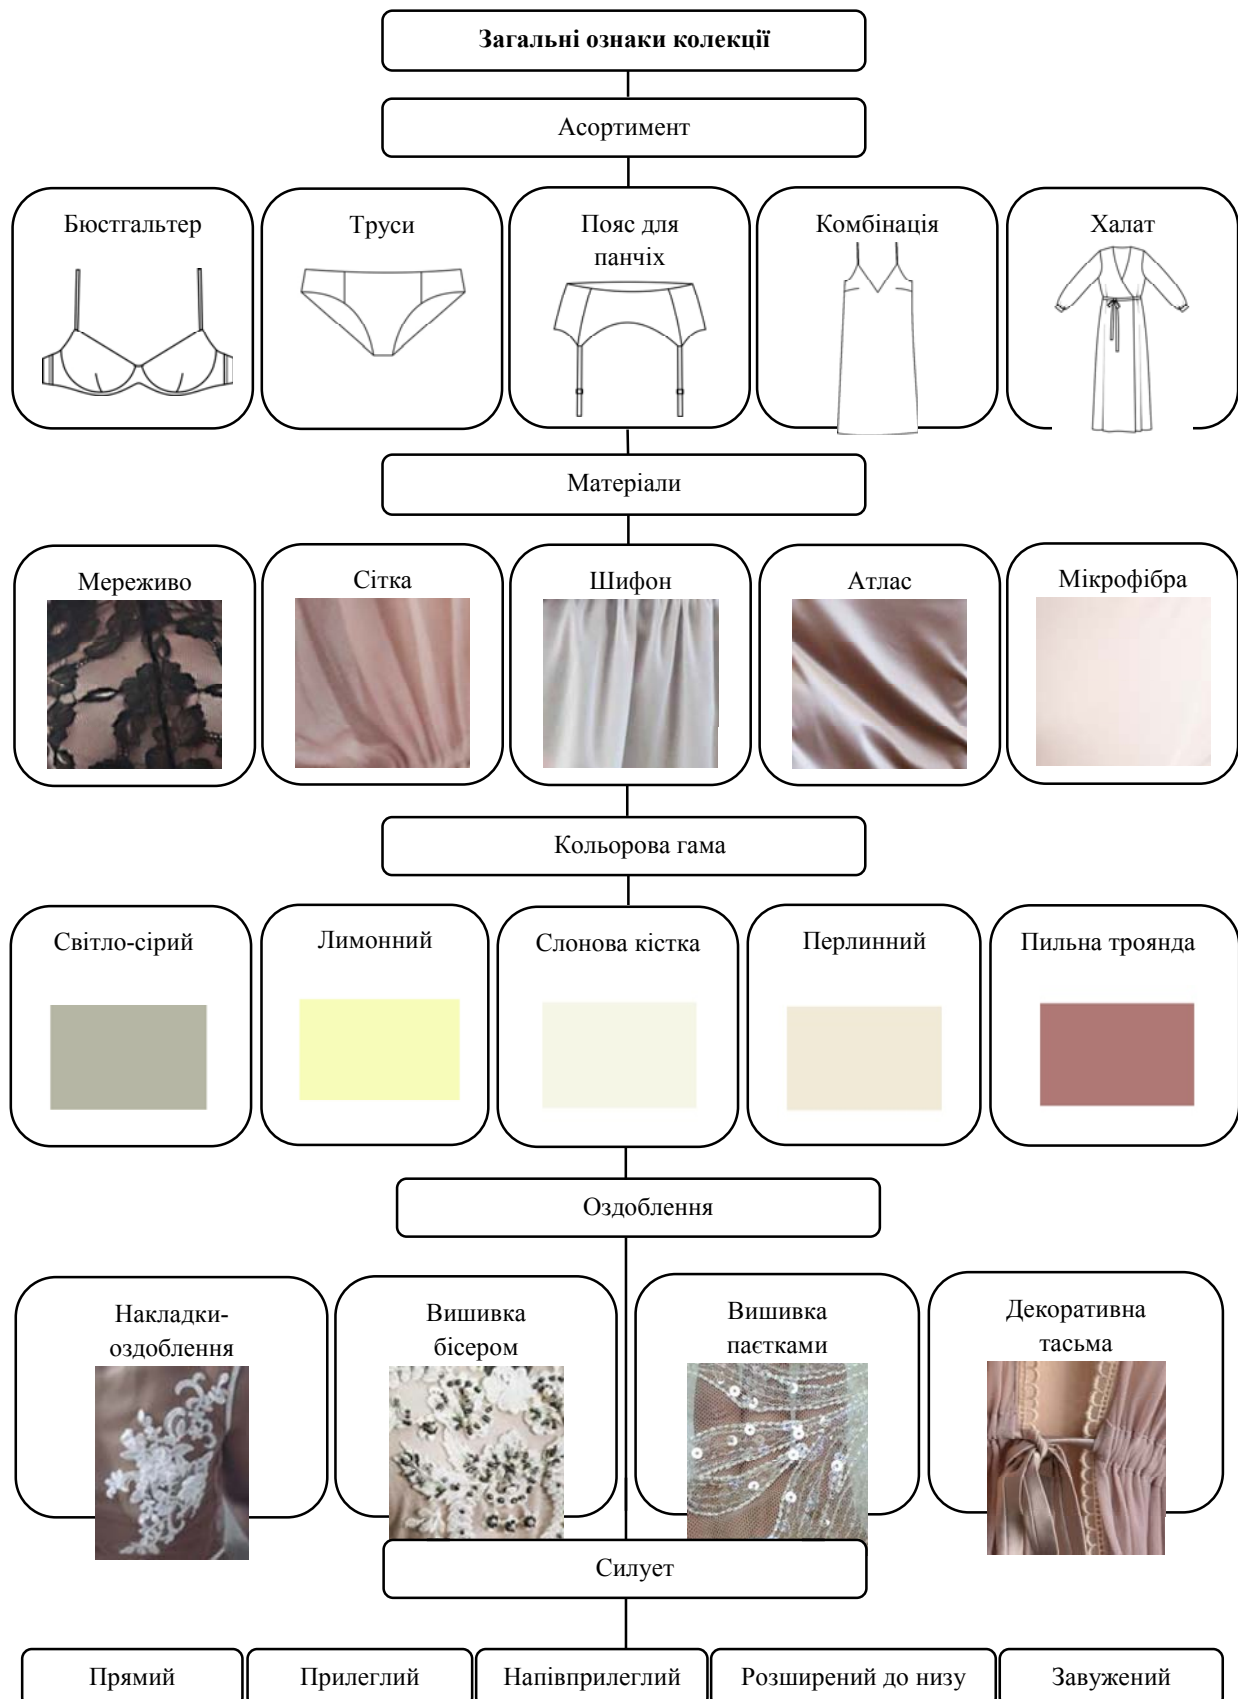 Загальні ознаки колекції
Асортимент
Бюстгальтер
Труси
Пояс для
панчіх
Комбінація
Халат
Матеріали
Мереживо
Сітка
Шифон
Атлас
Мікрофібра
Кольорова гама
Світло-сірий
Лимонний
Слонова кістка
Перлинний
Пильна троянда
Оздоблення
Накладки-
оздоблення
Вишивка
бісером
Вишивка
паєтками
Декоративна
тасьма
Силует
Прямий
Прилеглий
Напівприлеглий
Розширений до низу
Завужений